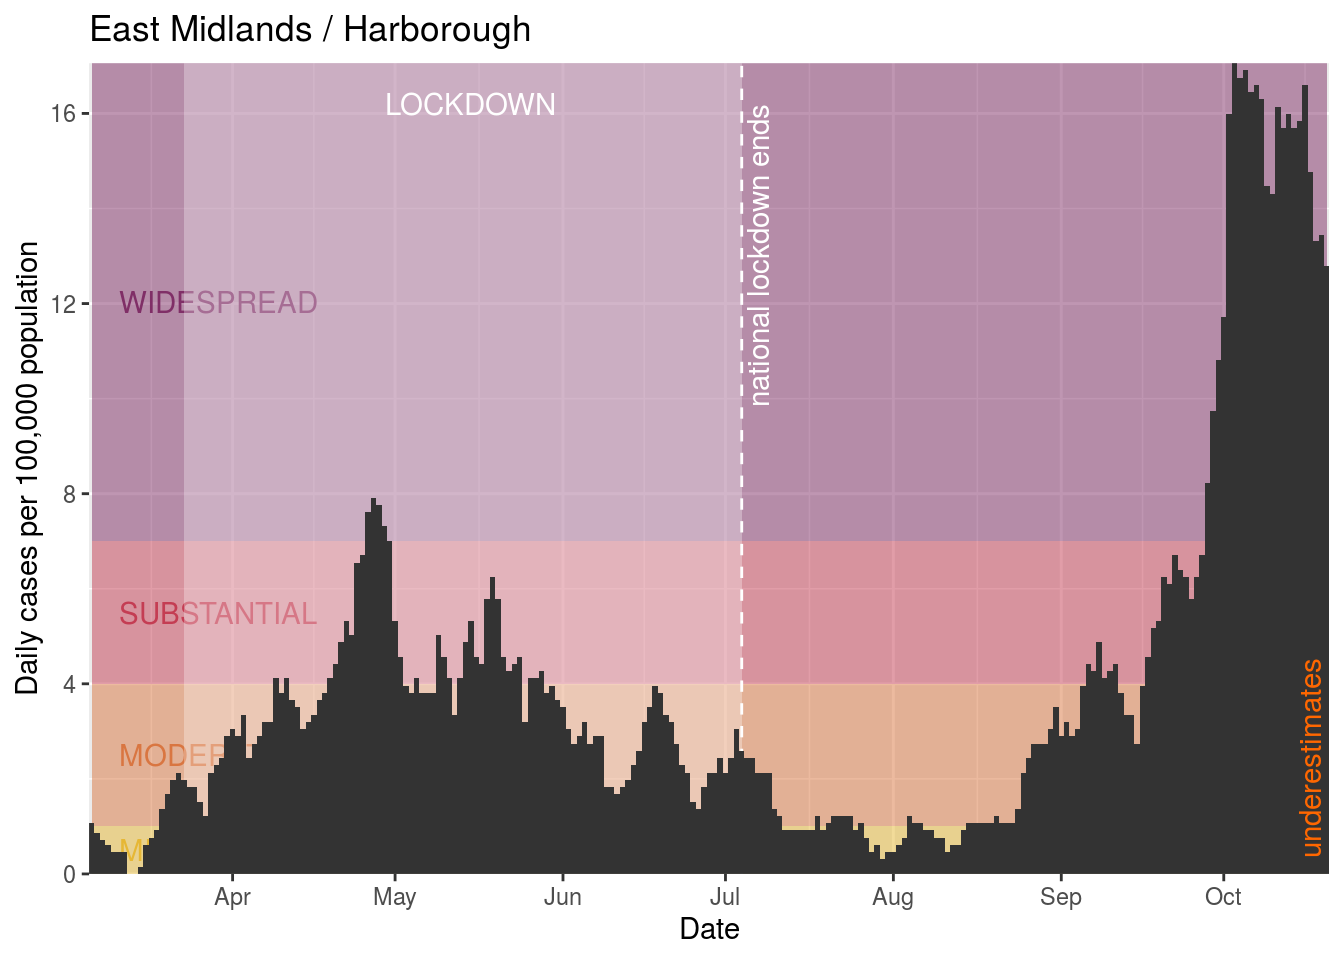 East Midlands / Harborough
Daily cases per 100,000 population
16
12
8
4
0
LOCKDOWN
national lockdown ends
WIDESPREAD
SUBSTANTIAL
underestimates
Apr
May
Jun
Jul
Aug
Sep
Oct
Date